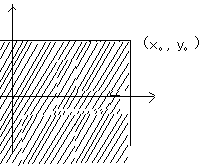 (x₀, y₀)